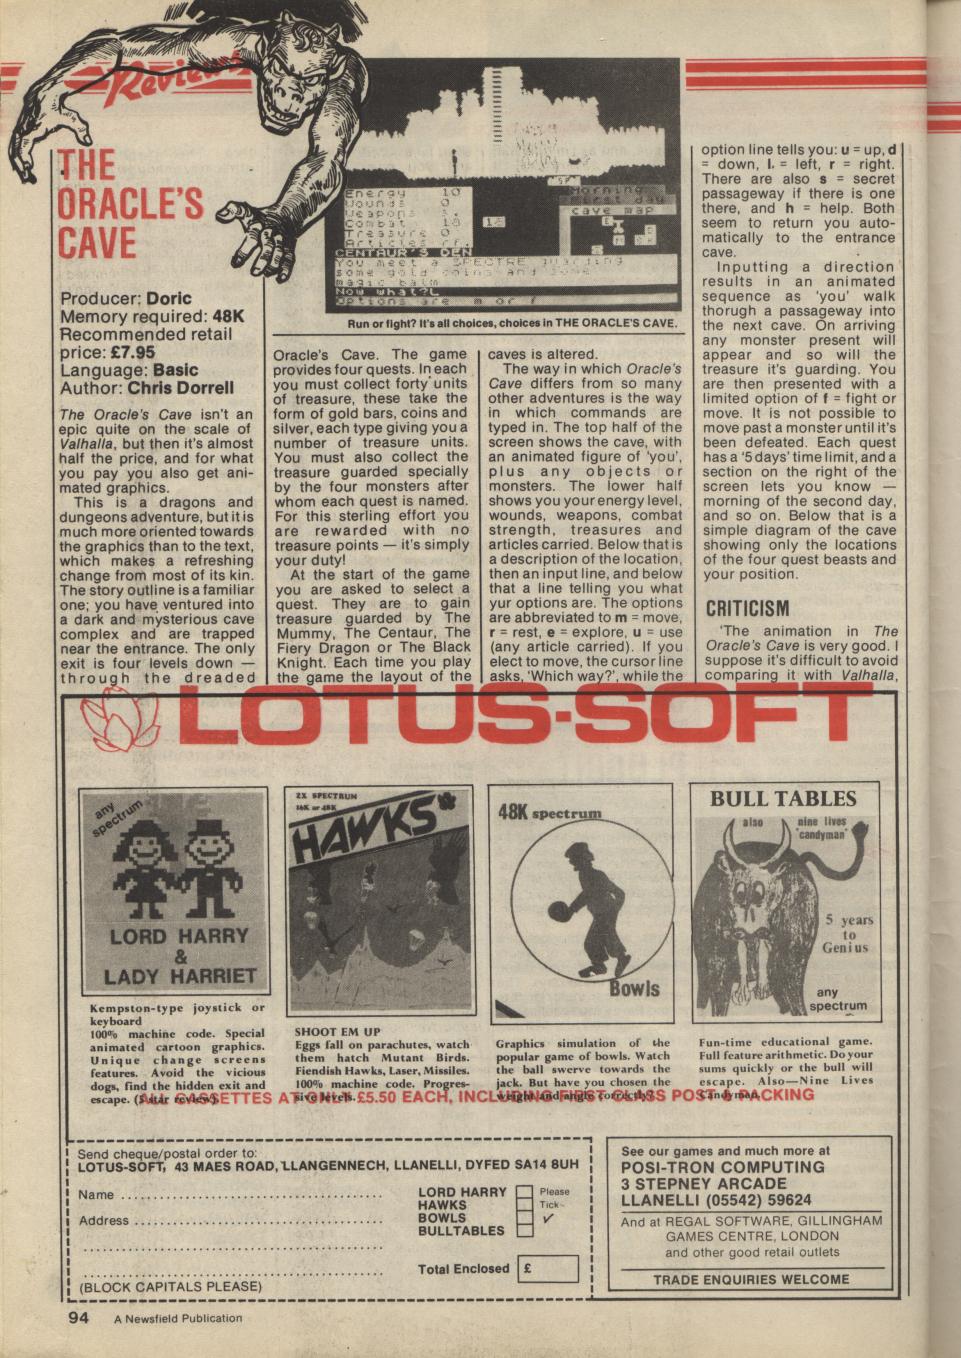 Reviews
THE
ORACLE'S
CAVE
Producer: Doric
Memory required: 48K
Recommended retail
price: £7.95
Language: Basic
Author: Chris Dorrell
The Oracle's Cave isn't an
epic quite on the scale of
Valhalla, but then it's almost
half the price, and for what
you pay you also get ani-
mated graphics.
This is a dragons and
dungeons adventure, but it is
much more oriented towards
the graphics than to the text,
which makes a refreshing
change from most of its kin.
The story outline is a familiar
one; you have ventured into
a dark and mysterious cave
complex and are trapped
near the entrance. The only
exit is four levels down —
through the dreaded
Energy 10
Wounds 0
Weapons s.
Combat 18
Treasure 0
Articles rf.
18
Morning
First day
cave map
CENTAUR'S DEN
You meet a SPECTRE guarding
some gold coins and some
magic balm
Now what?
Options are m or f
Run or fight? It's all choices, choices in THE ORACLE'S CAVE.
Oracle's Cave. The game
provides four quests. In each
you must collect forty units
of treasure, these take the
form of gold bars, coins and
silver, each type giving you a
number of treasure units.
You must also collect the
treasure guarded specially
by the four monsters after
whom each quest is named.
For this sterling effort you
are rewarded with no
treasure points — it's simply
your duty!
At the start of the game
you are asked to select a
quest. They are to gain
treasure guarded by The
Mummy, The Centaur, The
Fiery Dragon or The Black
Knight. Each time you play
the game the layout of the
caves is altered.
The way in which Oracle's
Cave differs from so many
other adventures is the way
in which commands are
typed in. The top half of the
screen shows the cave, with
an animated figure of 'you',
plus any objects or
monsters. The lower half
shows you your energy level,
wounds, weapons, combat
strength, treasures and
articles carried. Below that is
a description of the location,
then an input line, and below
that a line telling you what
yur options are. The options
are abbreviated to m = move,
r = rest, e = explore, u = use
(any article carried). If you
elect to move, the cursor line
asks, 'Which way?', while the
option line tells you: u = up, d
= down, l. = left, r = right.
There are also s = secret
passageway if there is one
there, and h = help. Both
seem to return you auto-
matically to the entrance
cave.
Inputting a direction
results in an animated
sequence as 'you' walk
thorugh a passageway into
the next cave. On arriving
any monster present will
appear and so will the
treasure it's guarding. You
are then presented with a
limited option of f = fight or
move. It is not possible to
move past a monster until it's
been defeated. Each quest
has a '5 days' time limit, and a
section on the right of the
screen lets you know —
morning of the second day,
and so on. Below that is a
simple diagram of the cave
showing only the locations
of the four quest beasts and
your position.
CRITICISM
'The animation in The
Oracle's Cave is very good. I
suppose it's difficult to avoid
comparing it with Valhalla,
LOTUS-SOFT
any
spectrum
LORD HARRY
&
LADY HARRIET
Kempston-type joystick or
keyboard
100% machine code. Special
animated cartoon graphics.
Unique change screens
features. Avoid the vicious
dogs, find the hidden exit and
escape. (5 star review).
ZX SPECTRUM
16K or 48K
HAWKS
SHOOT EM UP
Eggs fall on parachutes, watch
them hatch Mutant Birds.
Fiendish Hawks, Laser, Missiles.
100% machine code. Progres-
sive levels.
48K spectrum
Bowls
Graphics simulation of the
popular game of bowls. Watch
the ball swerve towards the
jack. But have you chosen the
weight and angle correctly?
BULL TABLES
also nine lives
'candyman'
5 years
to
Genius
any
spectrum
Fun-time educational game.
Full feature arithmetic. Do your
sums quickly or the bull will
escape. Also—Nine Lives
Candyman.
ALL CASSETTES AT ONLY £5.50 EACH, INCLUDING FIRST CLASS POST & PACKING
Send cheque/postal order to:
LOTUS-SOFT, 43 MAES ROAD, LLANGENNECH, LLANELLI, DYFED SA14 8UH
Name
Address
(BLOCK CAPITALS PLEASE)
LORD HARRY
HAWKS
BOWLS
BULLTABLES
Please
Tick
✓
Total Enclosed £
See our games and much more at
POSI-TRON COMPUTING
3 STEPNEY ARCADE
LLANELLI (05542) 59624
And at REGAL SOFTWARE, GILLINGHAM
GAMES CENTRE, LONDON
and other good retail outlets
TRADE ENQUIRIES WELCOME
94 A Newsfield Publication